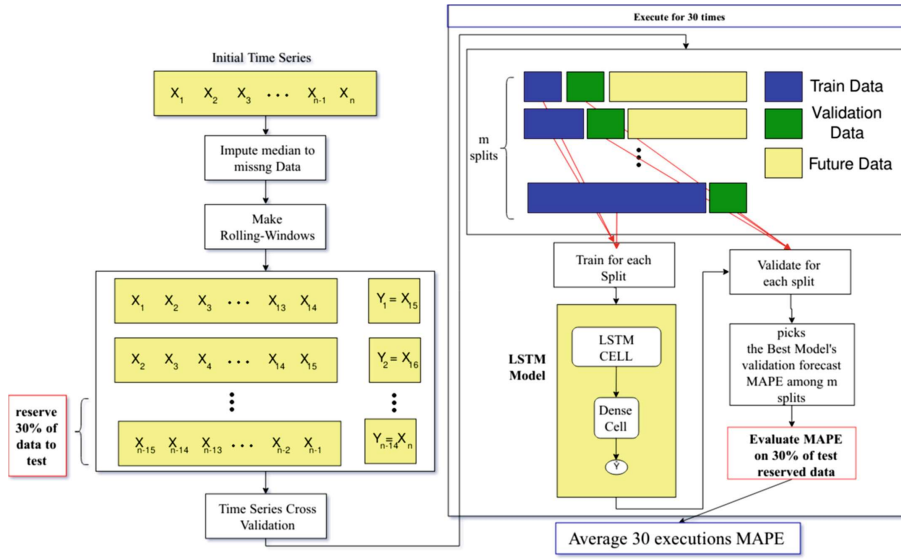 Execute for 30 times
Initial Time Series
X1 X2 X3 • • • Xn-1 Xn
Impute median to
missng Data
Make
Rolling-Windows
X1 X2 X3 • • • X13 X14
Y1 = X15
X2 X3 X4 • • • X14 X15
Y2 = X16
reserve
30% of
data to
test
Xn-15 Xn-14 Xn-13 • • • Xn-2 Xn-1
Yn-14 = Xn
Time Series Cross
Validation
m
splits
Train Data
Validation
Data
Future Data
Train for each
Split
LSTM
Model
LSTM
CELL
Dense
Cell
Ŷ
Validate for
each split
picks
the Best Model's
validation forecast
MAPE among m
splits
Evaluate MAPE
on 30% of test
reserved data
Average 30 executions MAPE